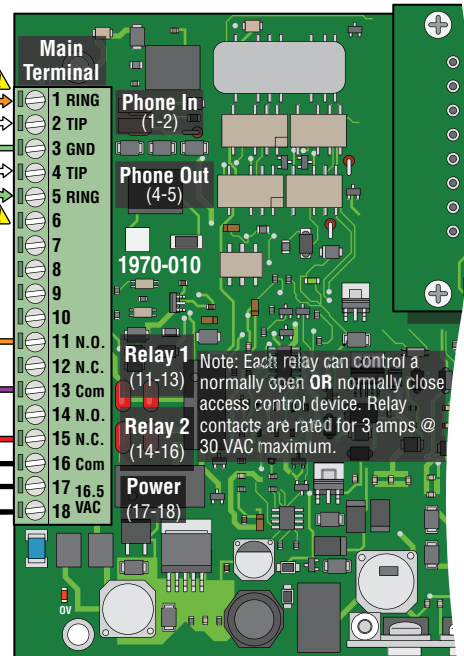 Main
Terminal
1 RING
2 TIP
3 GND
4 TIP
5 RING
6
7
8
9
10
11 N.O.
12 N.C.
13 Com
14 N.O.
15 N.C.
16 Com
17 16.5
18 VAC
Phone In
(1-2)
Phone Out
(4-5)
1970-010
Relay 1
(11-13)
Relay 2
(14-16)
Power
(17-18)
Note: Each relay can control a
normally open OR normally close
access control device. Relay
contacts are rated for 3 amps @
30 VAC maximum.
0V